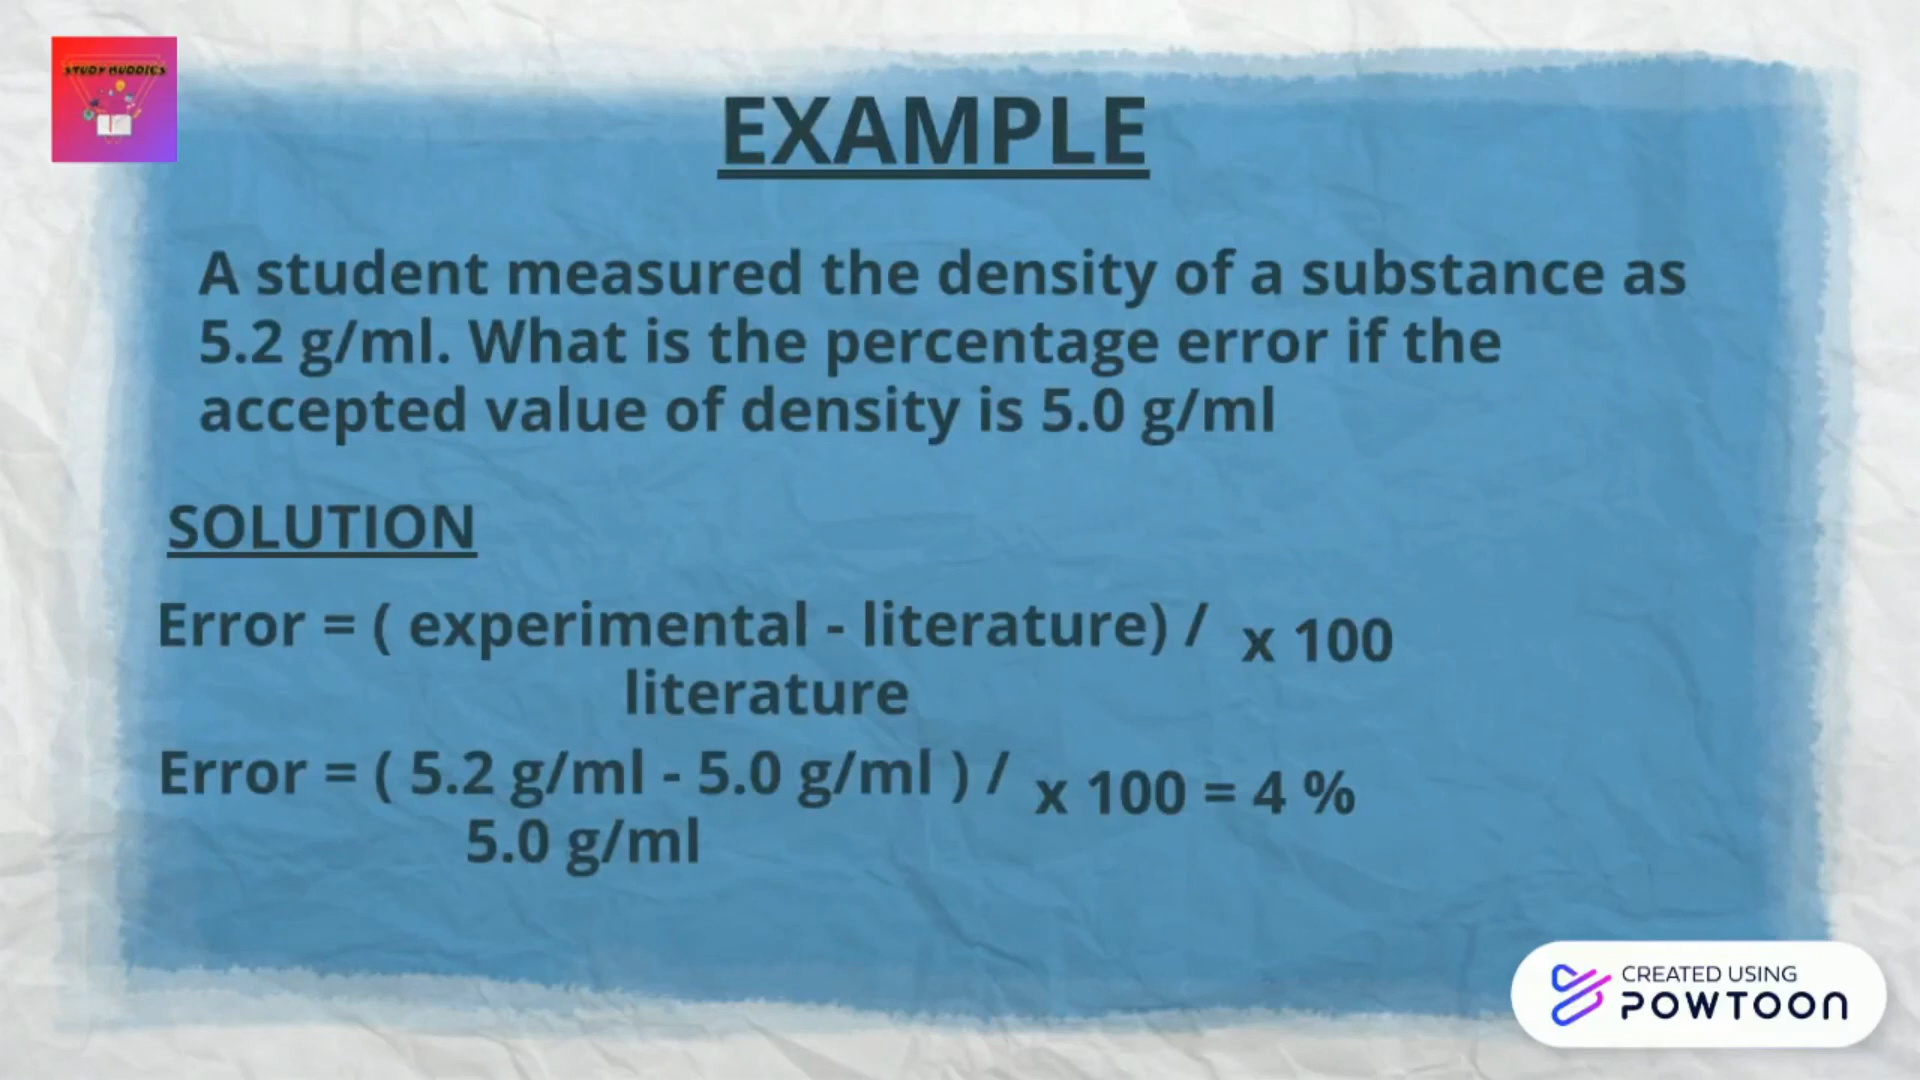 STUDY HUDDIES
EXAMPLE
A student measured the density of a substance as
5.2 g/ml. What is the percentage error if the
accepted value of density is 5.0 g/ml
SOLUTION
Error = ( experimental - literature) / x 100
literature
Error = ( 5.2 g/ml - 5.0 g/ml ) / x 100 = 4 %
5.0 g/ml
CREATED USING
POWTOON